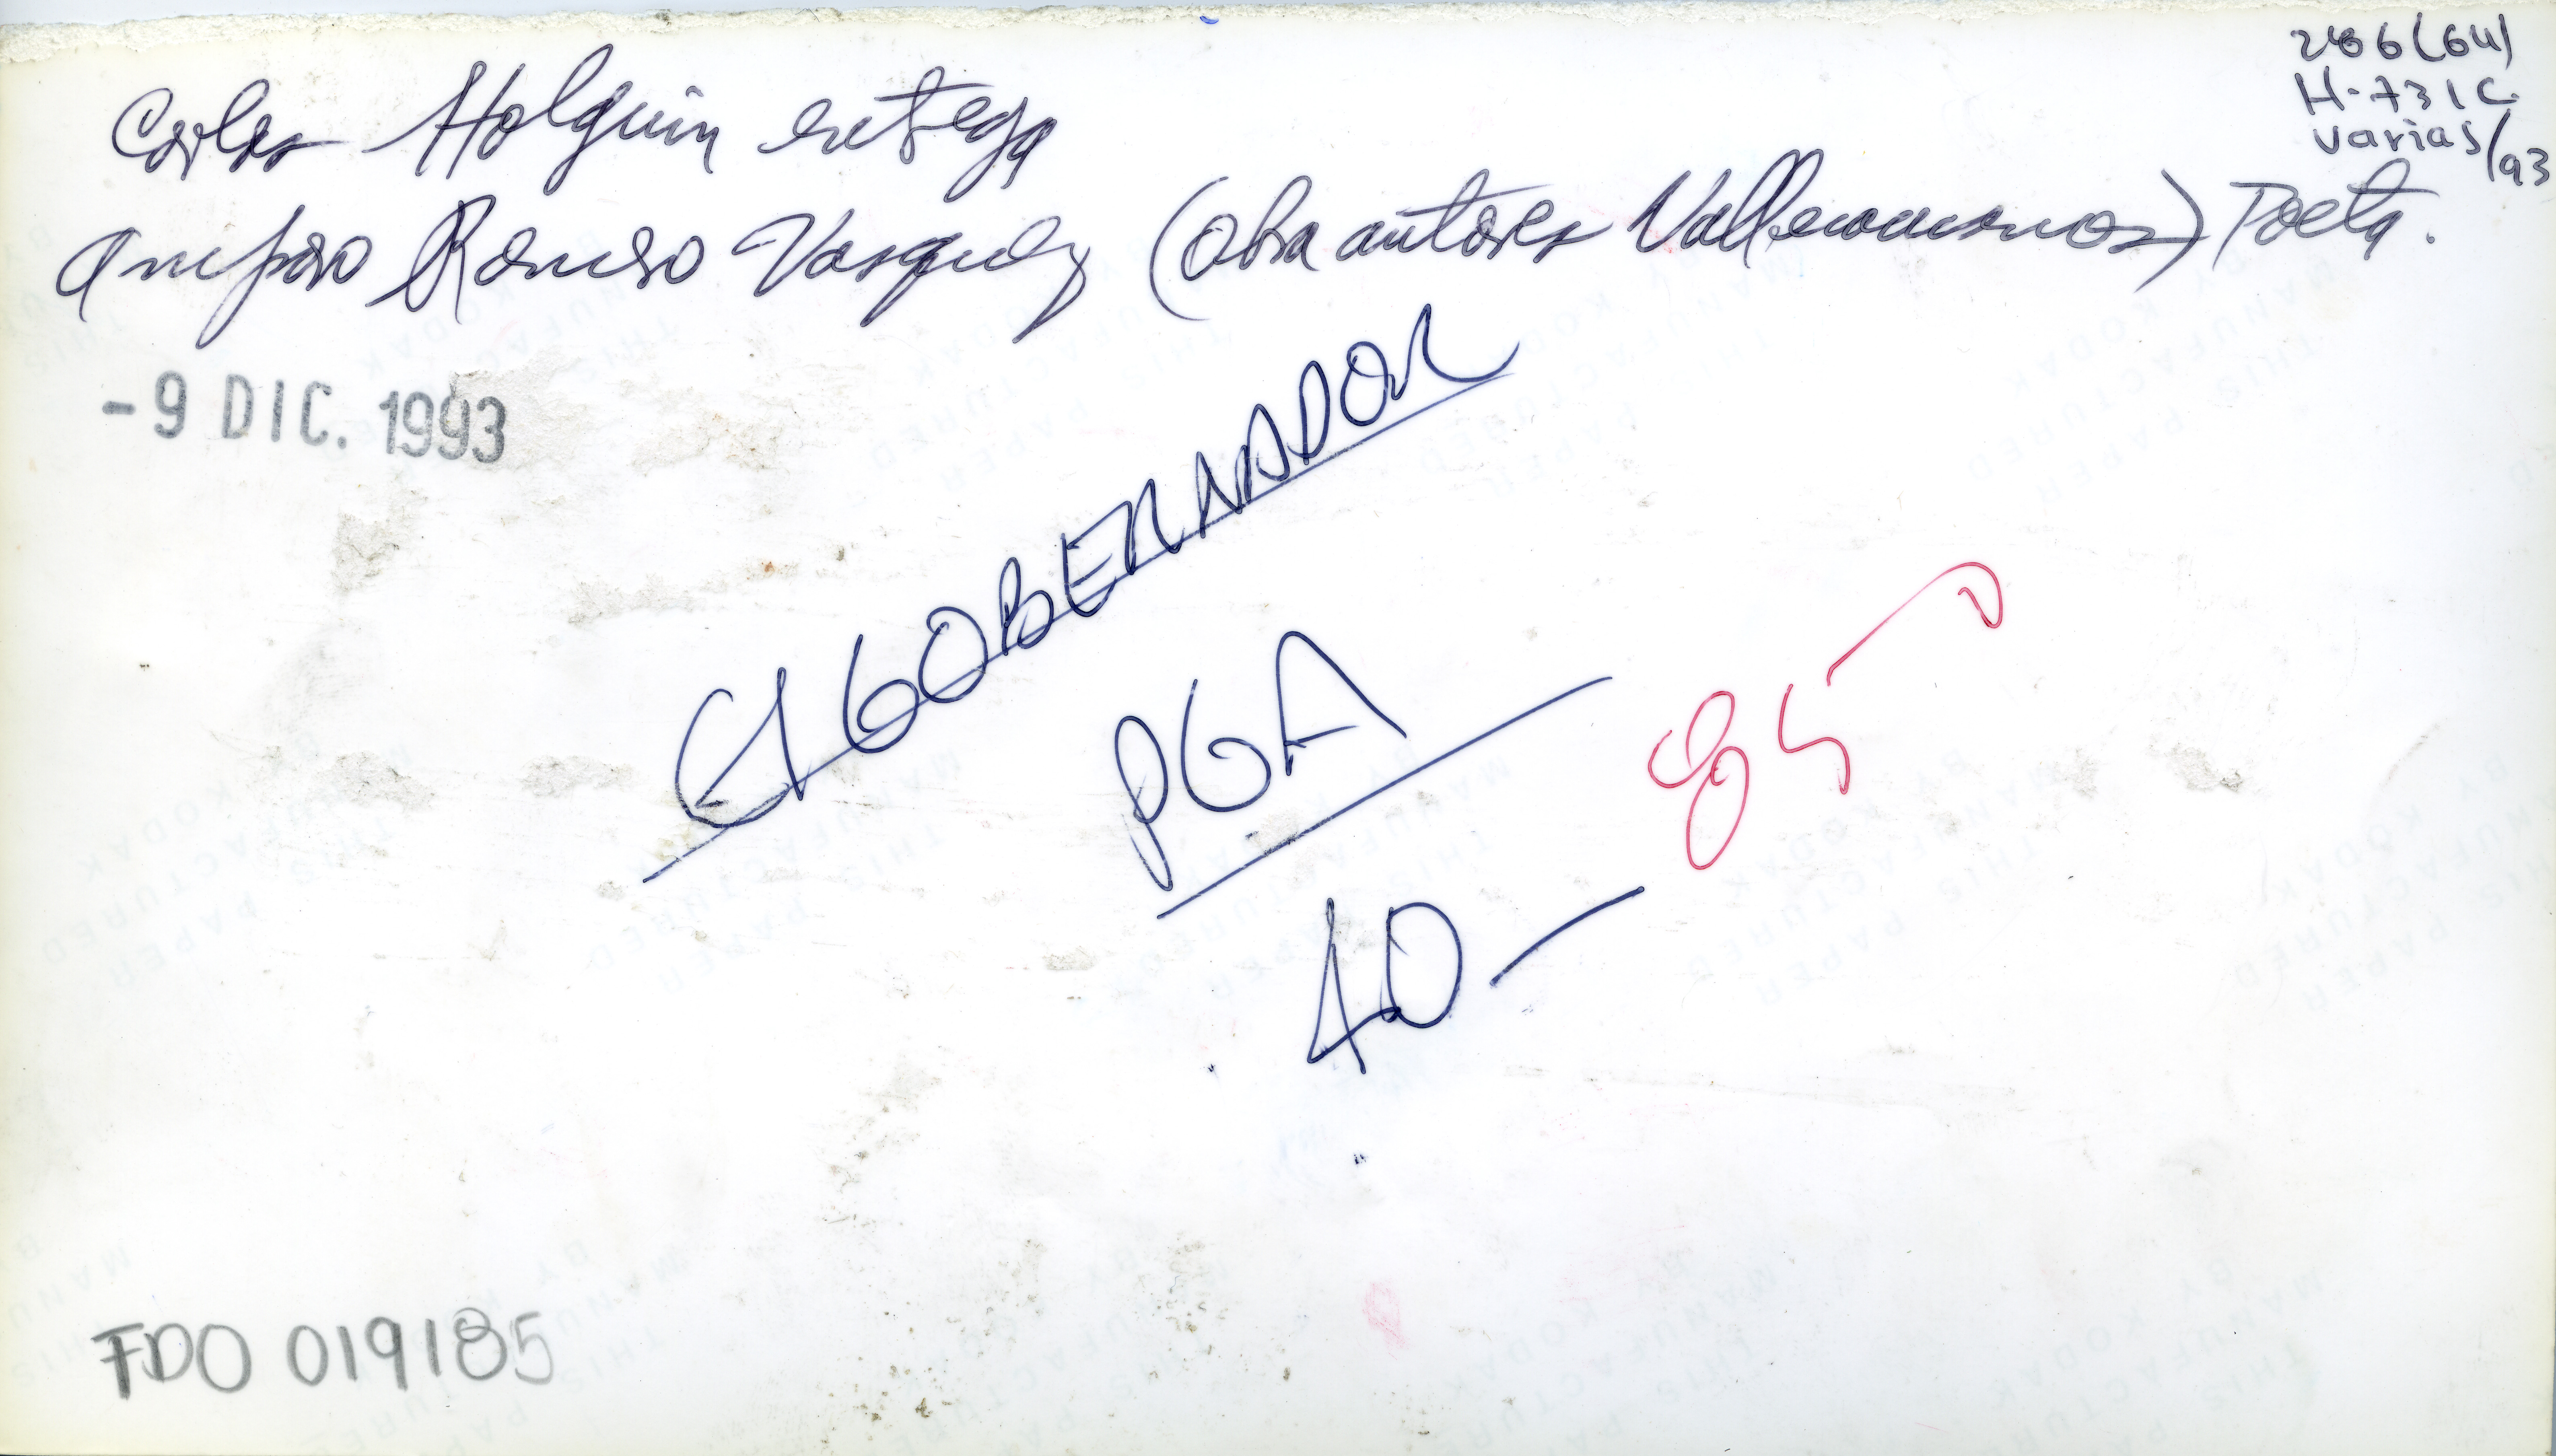 Carlos Holguin entrega
Amparo Romero Vasquez (obra autores Vallecaucanos) Poeta.
286(64)
H-731C
varias/93
-9 DIC. 1993
El GOBERNADOR
PGA
40-
85
FDO 019185